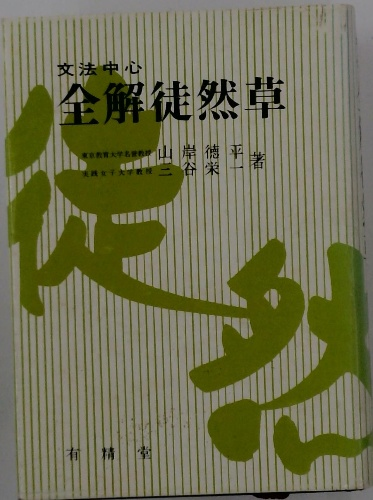 文法中心
全解徒然草
東京教育大学名誉教授 山岸徳平
実践女子大学教授 三谷栄一 著
有精堂
徒然